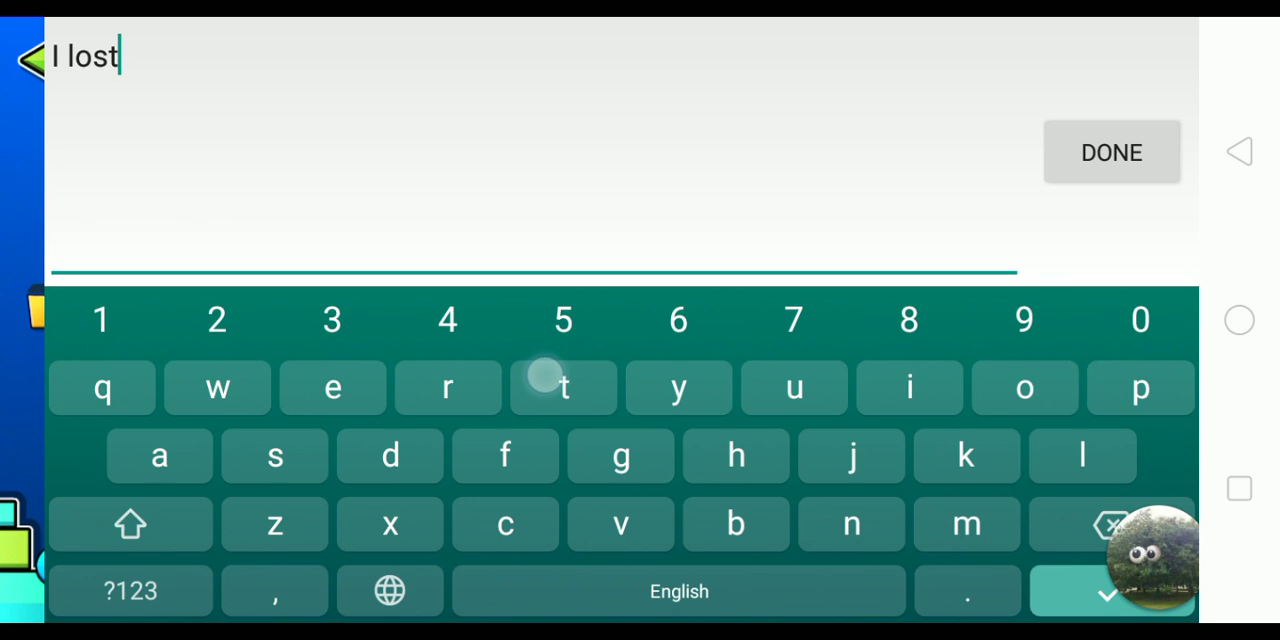 I lost
DONE
1 2 3 4 5 6 7 8 9 0
q w e r t y u i o p
a s d f g h j k l
z x c v b n m
?123 , English .